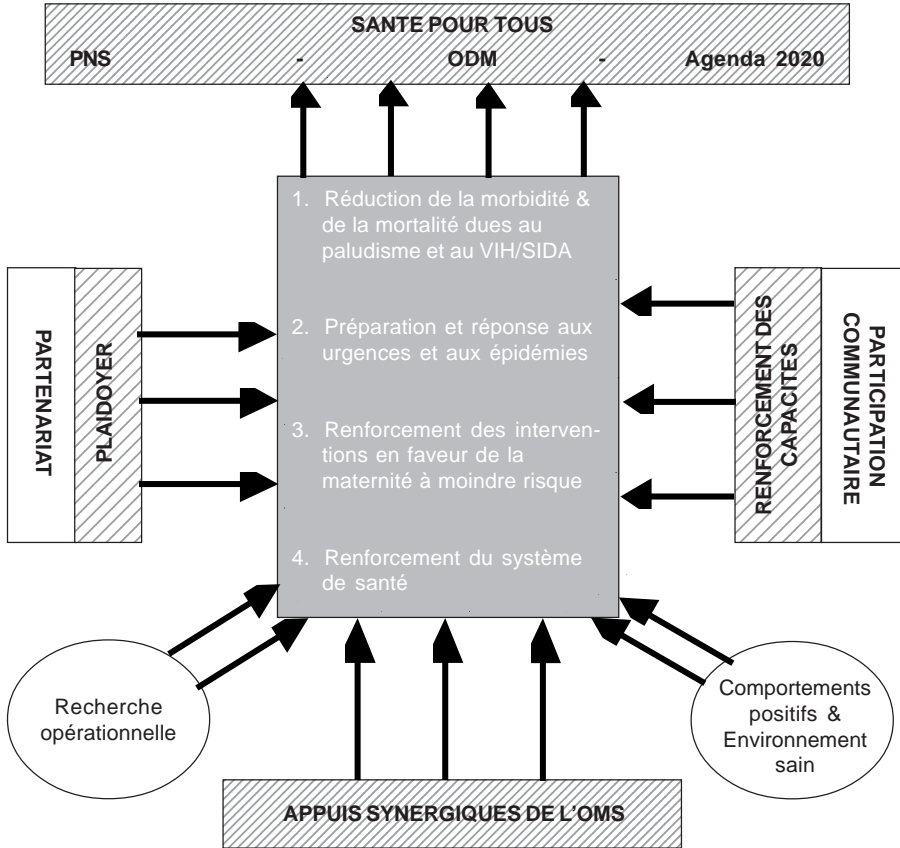 SANTE POUR TOUS
PNS - ODM - Agenda 2020
1. Réduction de la morbidité &
de la mortalité dues au
paludisme et au VIH/SIDA
2. Préparation et réponse aux
urgences et aux épidémies
3. Renforcement des interven-
tions en faveur de la
maternité à moindre risque
4. Renforcement du système
de santé
PARTENARIAT
PLAIDOYER
RENFORCEMENT DES
CAPACITES
PARTICIPATION
COMMUNAUTAIRE
Recherche
opérationnelle
Comportements
positifs &
Environnement
sain
APPUIS SYNERGIQUES DE L'OMS